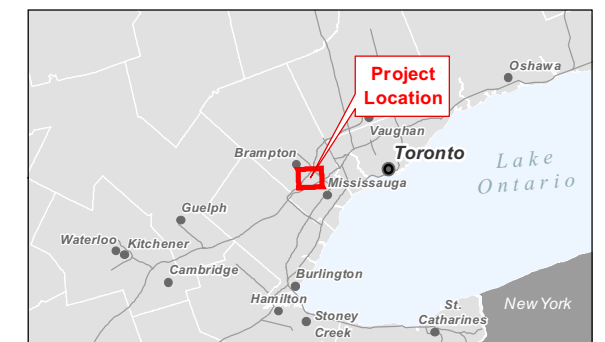 Project
Location
Oshawa
Vaughan
Brampton
Toronto
Lake
Ontario
Mississauga
Guelph
Waterloo
Kitchener
Cambridge
Burlington
Hamilton
Stoney
Creek
St.
Catharines
New York